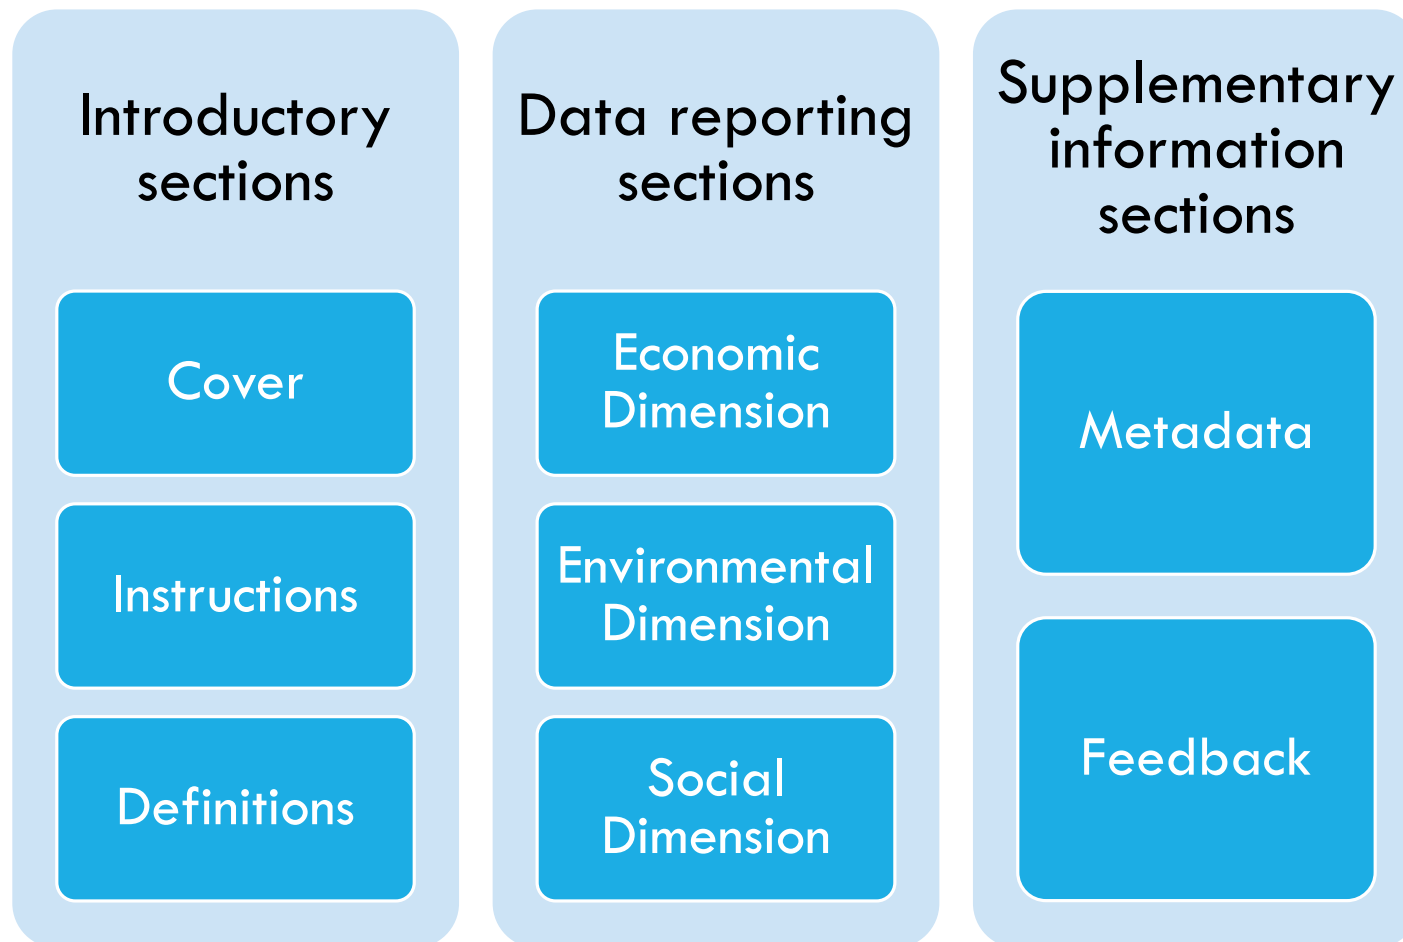 Introductory
sections
Cover
Instructions
Definitions
Data reporting
sections
Economic
Dimension
Environmental
Dimension
Social
Dimension
Supplementary
information
sections
Metadata
Feedback